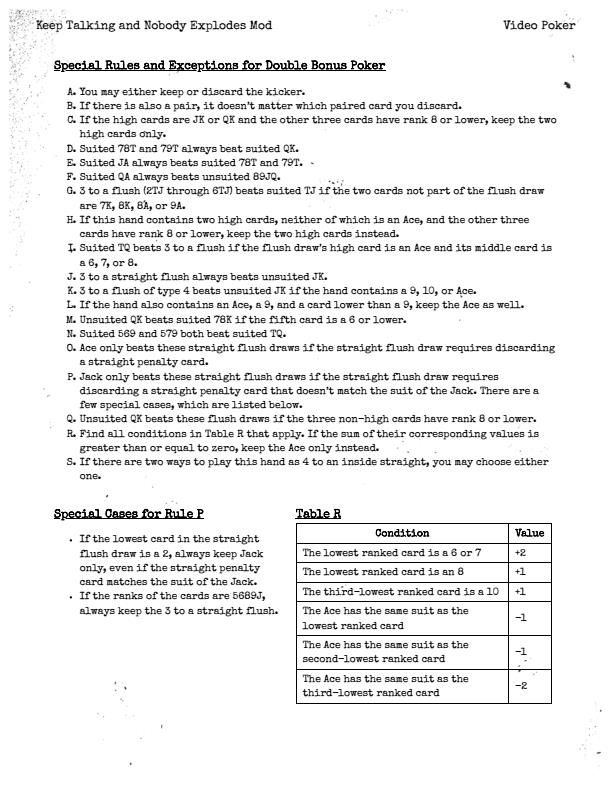 Keep Talking and Nobody Explodes Mod Video Poker
Special Rules and Exceptions for Double Bonus Poker
A. You may either keep or discard the kicker.
B. If there is also a pair, it doesn't matter which paired card you discard.
C. If the high cards are JK or QK and the other three cards have rank 8 or lower, keep the two
high cards only.
D. Suited 78T and 79T always beat suited QK.
E. Suited JA always beats suited 78T and 79T.
F. Suited QA always beats unsuited 89JQ.
G. 3 to a flush (2TJ through 6TJ) beats suited TJ if the two cards not part of the flush draw
are 7K, 8K, 8A, or 9A.
H. If this hand contains two high cards, neither of which is an Ace, and the other three
cards have rank 8 or lower, keep the two high cards instead.
I. Suited TQ beats 3 to a flush if the flush draw's high card is an Ace and its middle card is
a 6, 7, or 8.
J. 3 to a straight flush always beats unsuited JK.
K. 3 to a flush of type 4 beats unsuited JK if the hand contains a 9, 10, or Ace.
L. If the hand also contains an Ace, a 9, and a card lower than a 9, keep the Ace as well.
M. Unsuited QK beats suited 78K if the fifth card is a 6 or lower.
N. Suited 569 and 579 both beat suited TQ.
O. Ace only beats these straight flush draws if the straight flush draw requires discarding
a straight penalty card.
P. Jack only beats these straight flush draws if the straight flush draw requires
discarding a straight penalty card that doesn't match the suit of the Jack. There are a
few special cases, which are listed below.
Q. Unsuited QK beats these flush draws if the three non-high cards have rank 8 or lower.
R. Find all conditions in Table R that apply. If the sum of their corresponding values is
greater than or equal to zero, keep the Ace only instead.
S. If there are two ways to play this hand as 4 to an inside straight, you may choose either
one.
Special Cases for Rule P
• If the lowest card in the straight
flush draw is a 2, always keep Jack
only, even if the straight penalty
card matches the suit of the Jack.
• If the ranks of the cards are 5689J,
always keep the 3 to a straight flush.
Table R
Condition Value
The lowest ranked card is a 6 or 7 +2
The lowest ranked card is an 8 +1
The third-lowest ranked card is a 10 +1
The Ace has the same suit as the
lowest ranked card -1
The Ace has the same suit as the
second-lowest ranked card -1
The Ace has the same suit as the
third-lowest ranked card -2